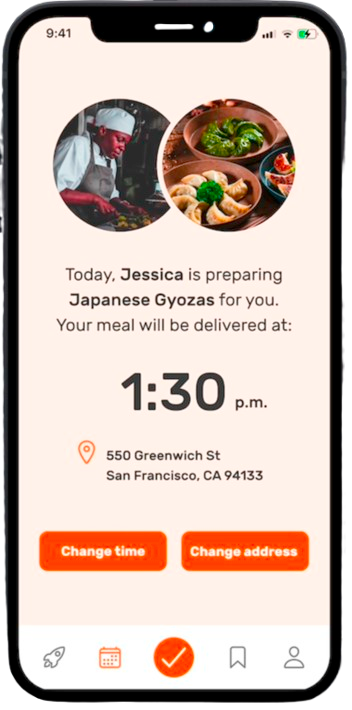 9:41
Today, Jessica is preparing
Japanese Gyozas for you.
Your meal will be delivered at:
1:30 p.m.
550 Greenwich St
San Francisco, CA 94133
Change time
Change address